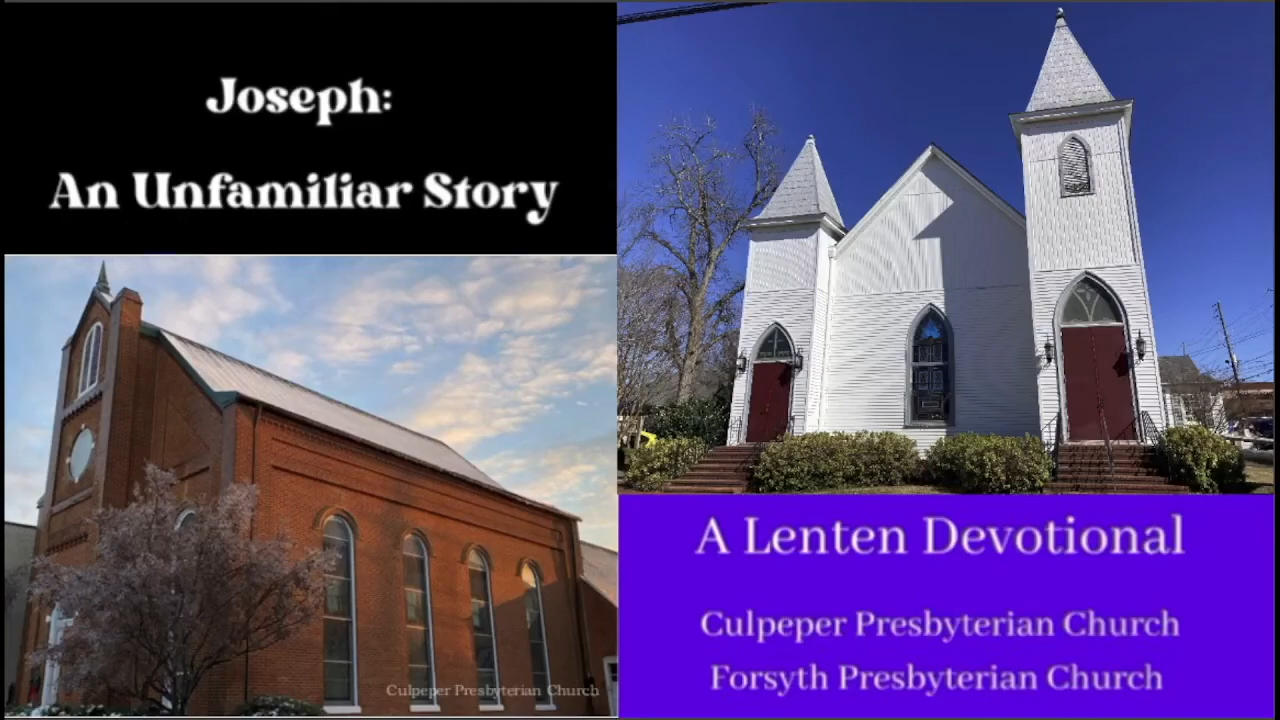 Joseph:
An Unfamiliar Story
Culpeper Presbyterian Church
A Lenten Devotional
Culpeper Presbyterian Church
Forsyth Presbyterian Church